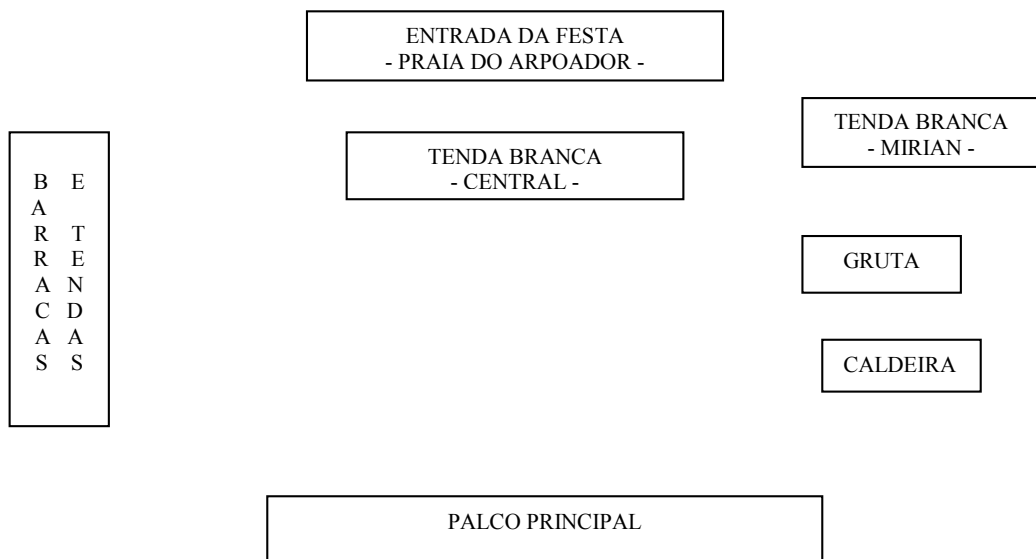 ENTRADA DA FESTA
- PRAIA DO ARPOADOR -
TENDA BRANCA
- MIRIAN -
TENDA BRANCA
- CENTRAL -
BARRACAS
E TENDAS
GRUTA
CALDEIRA
PALCO PRINCIPAL